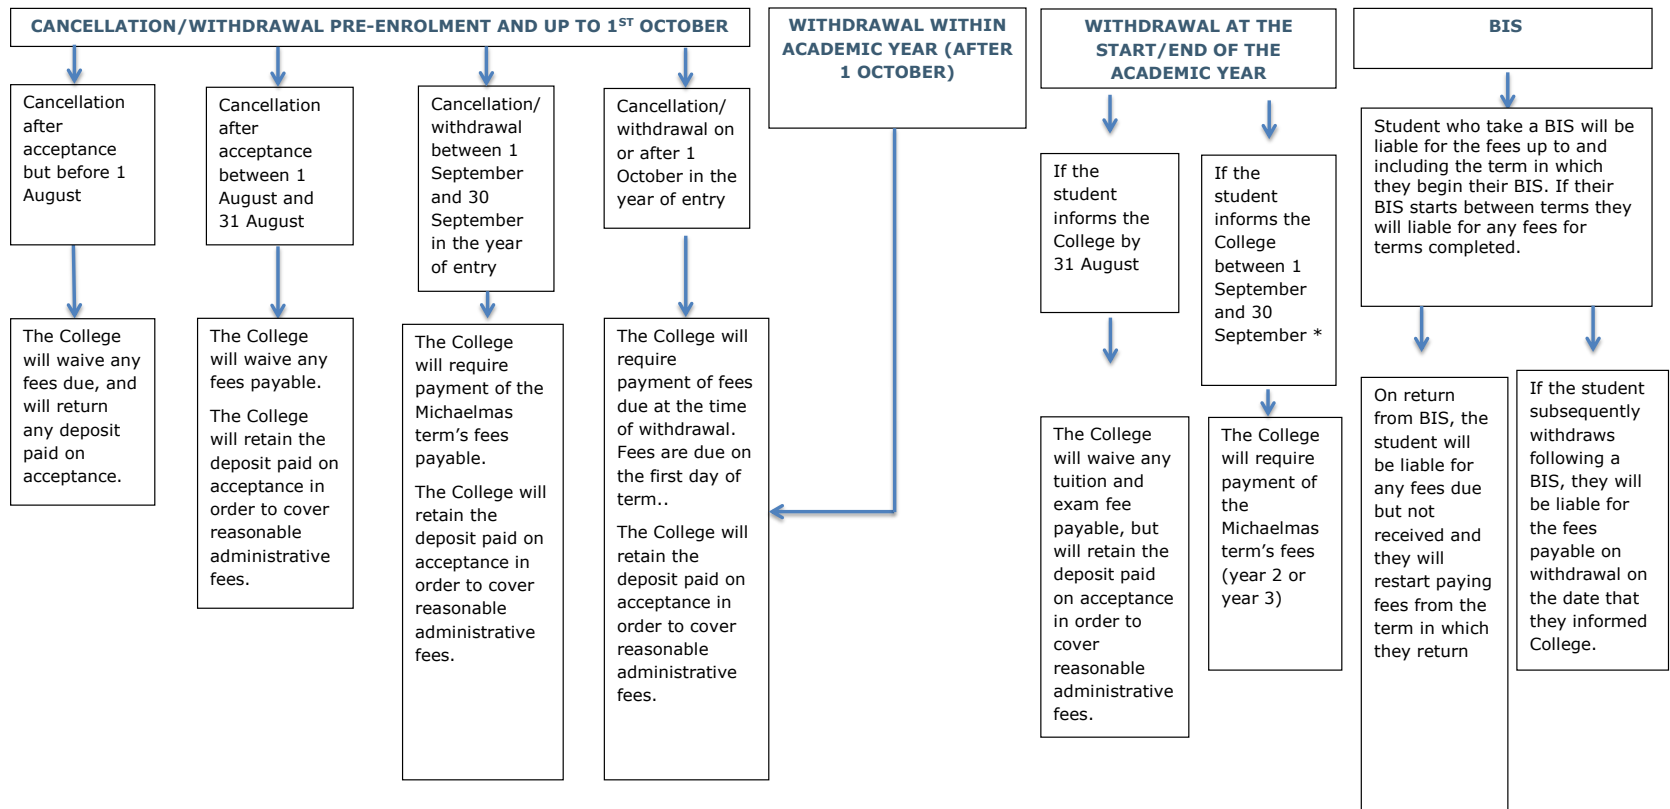 CANCELLATION/WITHDRAWAL PRE-ENROLMENT AND UP TO 1ST OCTOBER
Cancellation
after
acceptance
but before 1
August
The College
will waive any
fees due, and
will return
any deposit
paid on
acceptance.
Cancellation
after
acceptance
between 1
August and
31 August
The College
will waive any
fees payable.
The College
will retain the
deposit paid on
acceptance in
order to cover
reasonable
administrative
fees.
Cancellation/
withdrawal
between 1
September
and 30
September
in the year
of entry
The College
will require
payment of the
Michaelmas
term’s fees
payable.
The College will
retain the
deposit paid on
acceptance in
order to cover
reasonable
administrative
fees.
Cancellation/
withdrawal on
or after 1
October in the
year of entry
The College will
require
payment of fees
due at the time
of withdrawal.
Fees are due on
the first day of
term..
The College will
retain the
deposit paid on
acceptance in
order to cover
reasonable
administrative
fees.
WITHDRAWAL WITHIN
ACADEMIC YEAR (AFTER
1 OCTOBER)
WITHDRAWAL AT THE
START/END OF THE
ACADEMIC YEAR
If the
student
informs the
College by
31 August
The College
will waive any
tuition and
exam fee
payable, but
will retain the
deposit paid
on acceptance
in order to
cover
reasonable
administrative
fees.
If the
student
informs the
College
between 1
September
and 30
September *
The College
will require
payment of
the
Michaelmas
term’s fees
(year 2 or
year 3)
BIS
Student who take a BIS will be
liable for the fees up to and
including the term in which
they begin their BIS. If their
BIS starts between terms they
will liable for any fees for
terms completed.
On return
from BIS, the
student will
be liable for
any fees due
but not
received and
they will
restart paying
fees from the
term in which
they return
If the student
subsequently
withdraws
following a
BIS, they will
be liable for
the fees
payable on
withdrawal on
the date that
they informed
College.